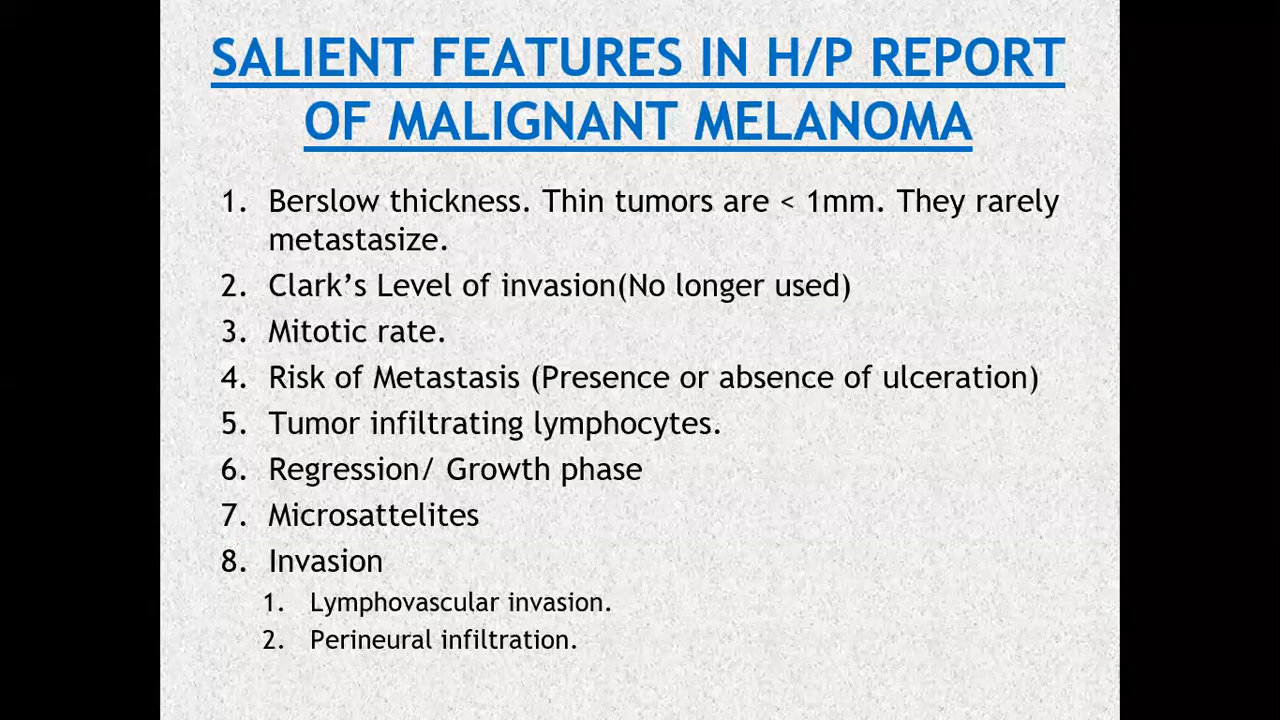 SALIENT FEATURES IN H/P REPORT
OF MALIGNANT MELANOMA
1. Berslow thickness. Thin tumors are < 1mm. They rarely
metastasize.
2. Clark’s Level of invasion(No longer used)
3. Mitotic rate.
4. Risk of Metastasis (Presence or absence of ulceration)
5. Tumor infiltrating lymphocytes.
6. Regression/ Growth phase
7. Microsattelites
8. Invasion
1. Lymphovascular invasion.
2. Perineural infiltration.